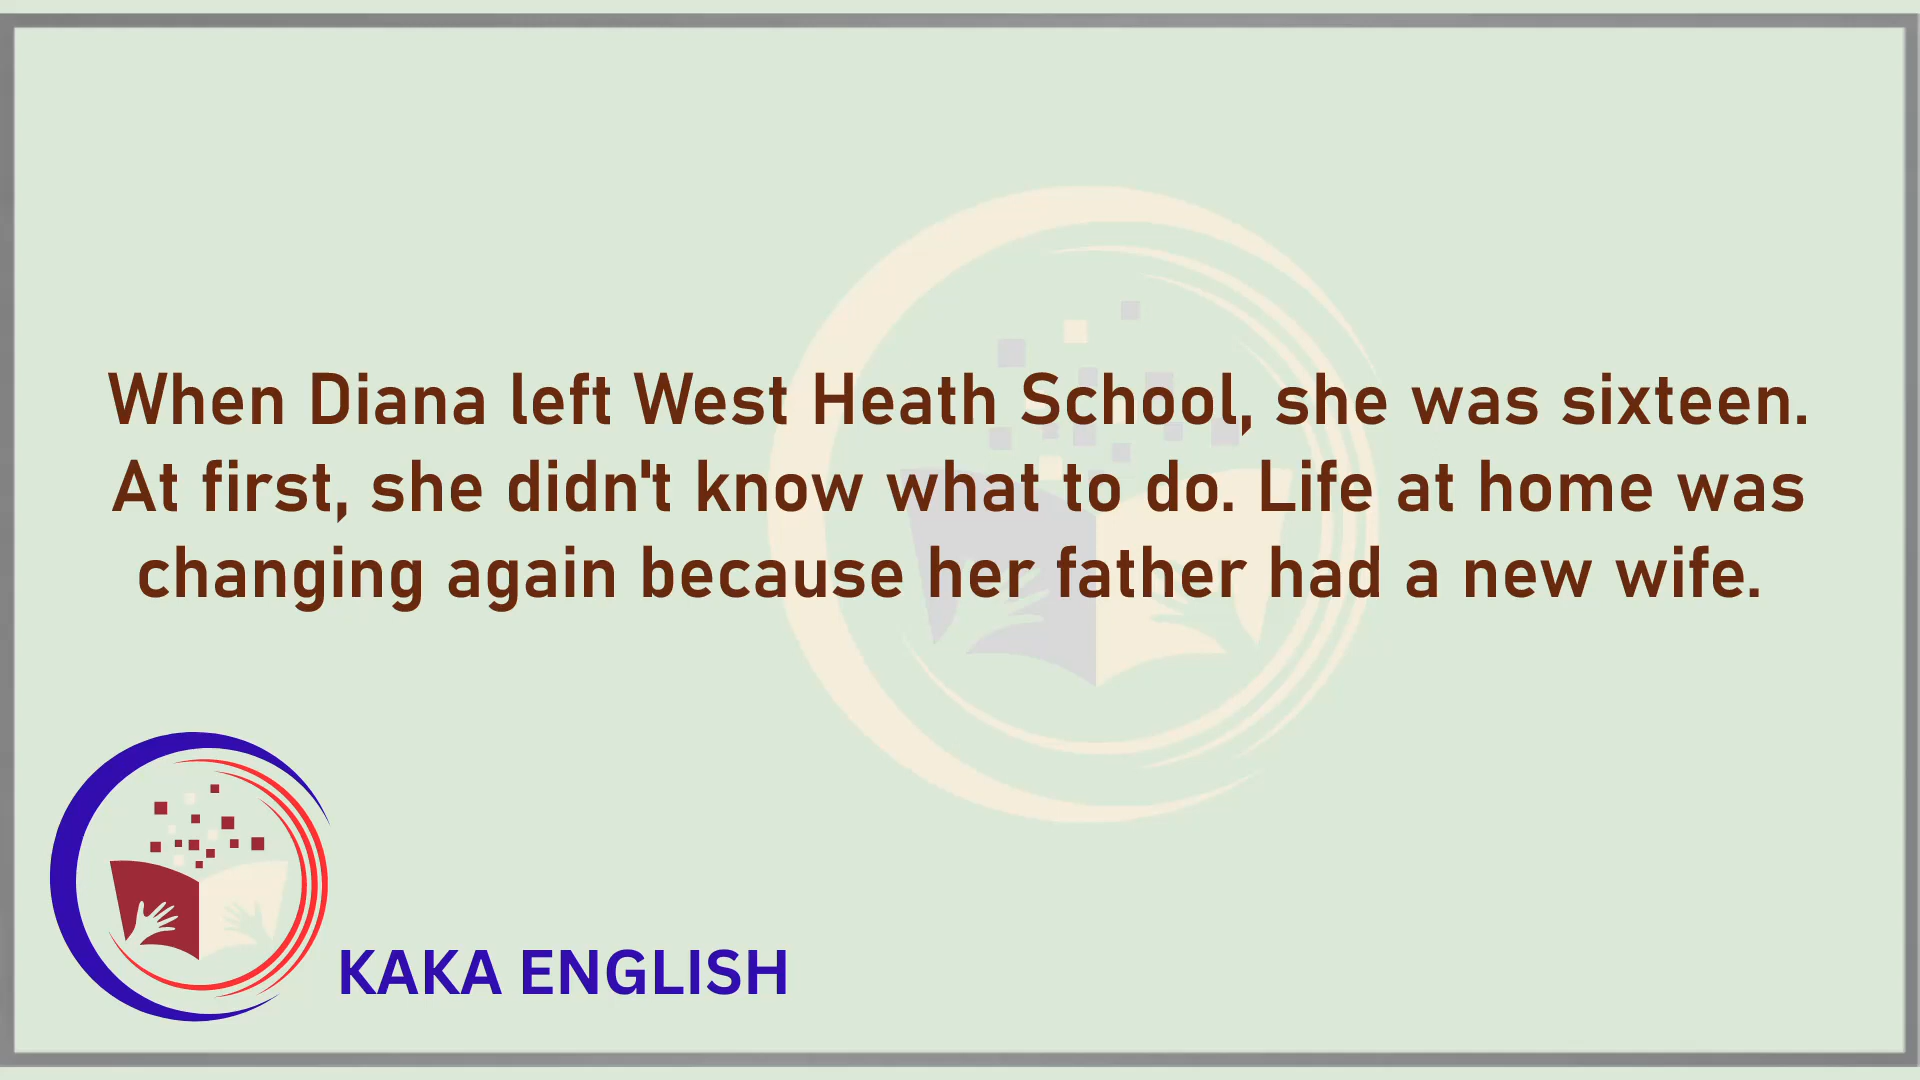 When Diana left West Heath School, she was sixteen.
At first, she didn't know what to do. Life at home was
changing again because her father had a new wife.
KAKA ENGLISH